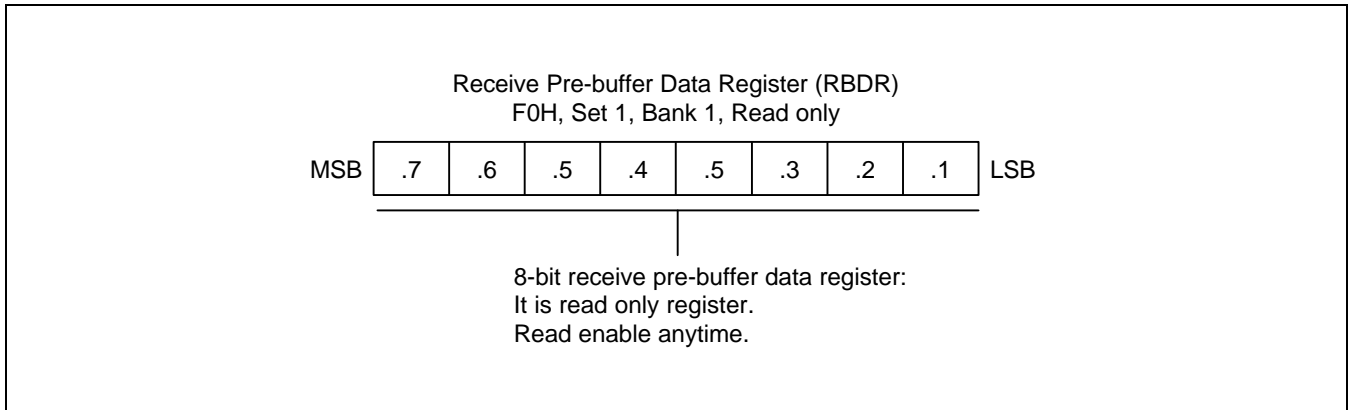 Receive Pre-buffer Data Register (RBDR)
F0H, Set 1, Bank 1, Read only
MSB .7 .6 .5 .4 .5 .3 .2 .1 LSB
8-bit receive pre-buffer data register:
It is read only register.
Read enable anytime.